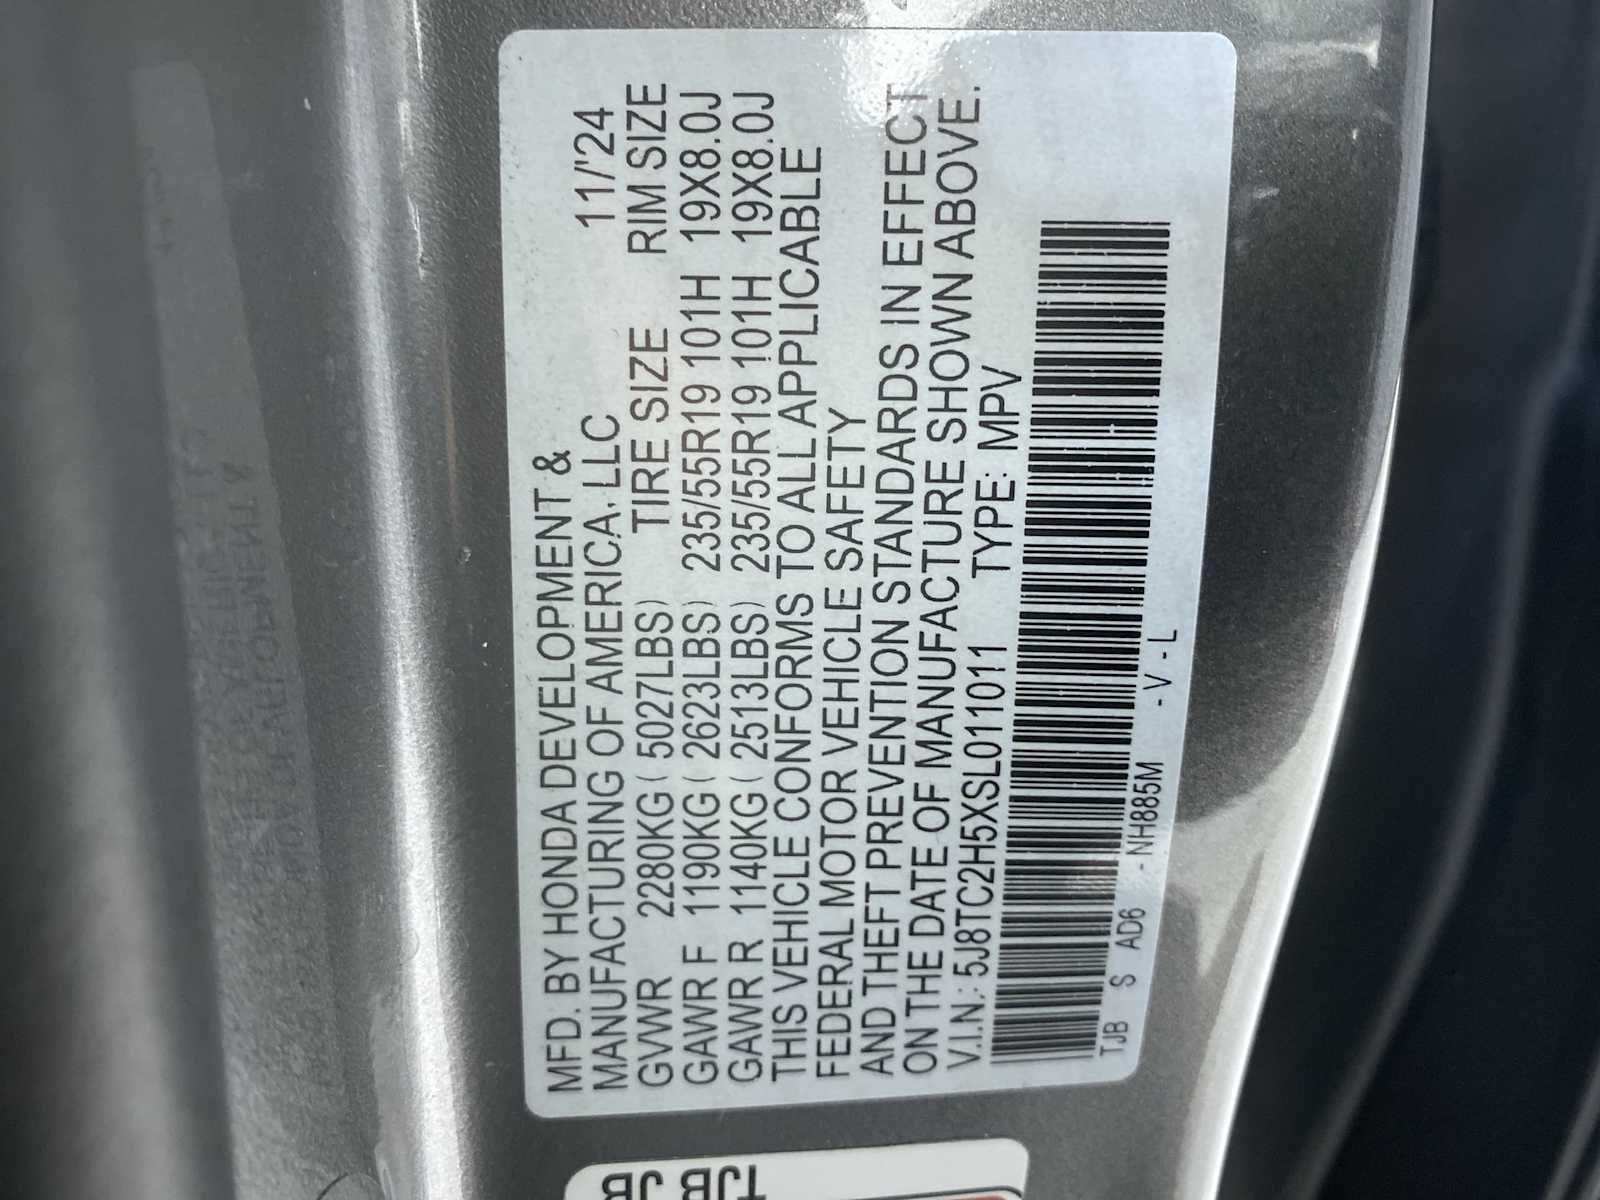 MFD. BY HONDA DEVELOPMENT &
MANUFACTURING OF AMERICA, LLC 11/'24
GVWR 2280KG ( 5027LBS) TIRE SIZE RIM SIZE
GAWR F 1190KG ( 2623LBS) 235/55R19 101H 19X8.0J
GAWR R 1140KG ( 2513LBS) 235/55R19 101H 19X8.0J
THIS VEHICLE CONFORMS TO ALL APPLICABLE
FEDERAL MOTOR VEHICLE SAFETY
AND THEFT PREVENTION STANDARDS IN EFFECT
ON THE DATE OF MANUFACTURE SHOWN ABOVE.
V.I.N.: 5J8TC2H5XSL011011 TYPE: MPV
TJB S AD6 - NH885M - V - L
TJB